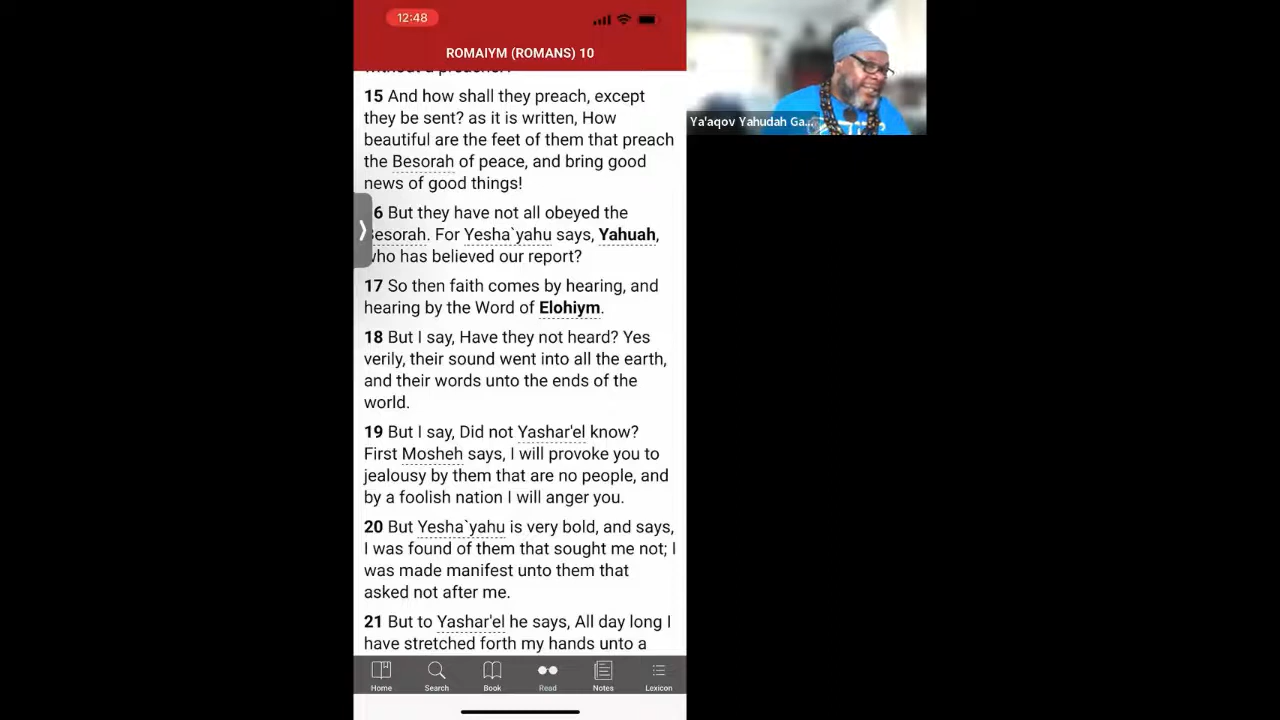 12:48
ROMAIYM (ROMANS) 10
15 And how shall they preach, except
they be sent? as it is written, How
beautiful are the feet of them that preach
the Besorah of peace, and bring good
news of good things!
6 But they have not all obeyed the
Besorah. For Yesha`yahu says, Yahuah,
who has believed our report?
17 So then faith comes by hearing, and
hearing by the Word of Elohiym.
18 But I say, Have they not heard? Yes
verily, their sound went into all the earth,
and their words unto the ends of the
world.
19 But I say, Did not Yashar'el know?
First Mosheh says, I will provoke you to
jealousy by them that are no people, and
by a foolish nation I will anger you.
20 But Yesha`yahu is very bold, and says,
I was found of them that sought me not; I
was made manifest unto them that
asked not after me.
21 But to Yashar'el he says, All day long I
have stretched forth my hands unto a
Home Search Book Read Notes Lexicon
Ya'aqov Yahudah Ga...